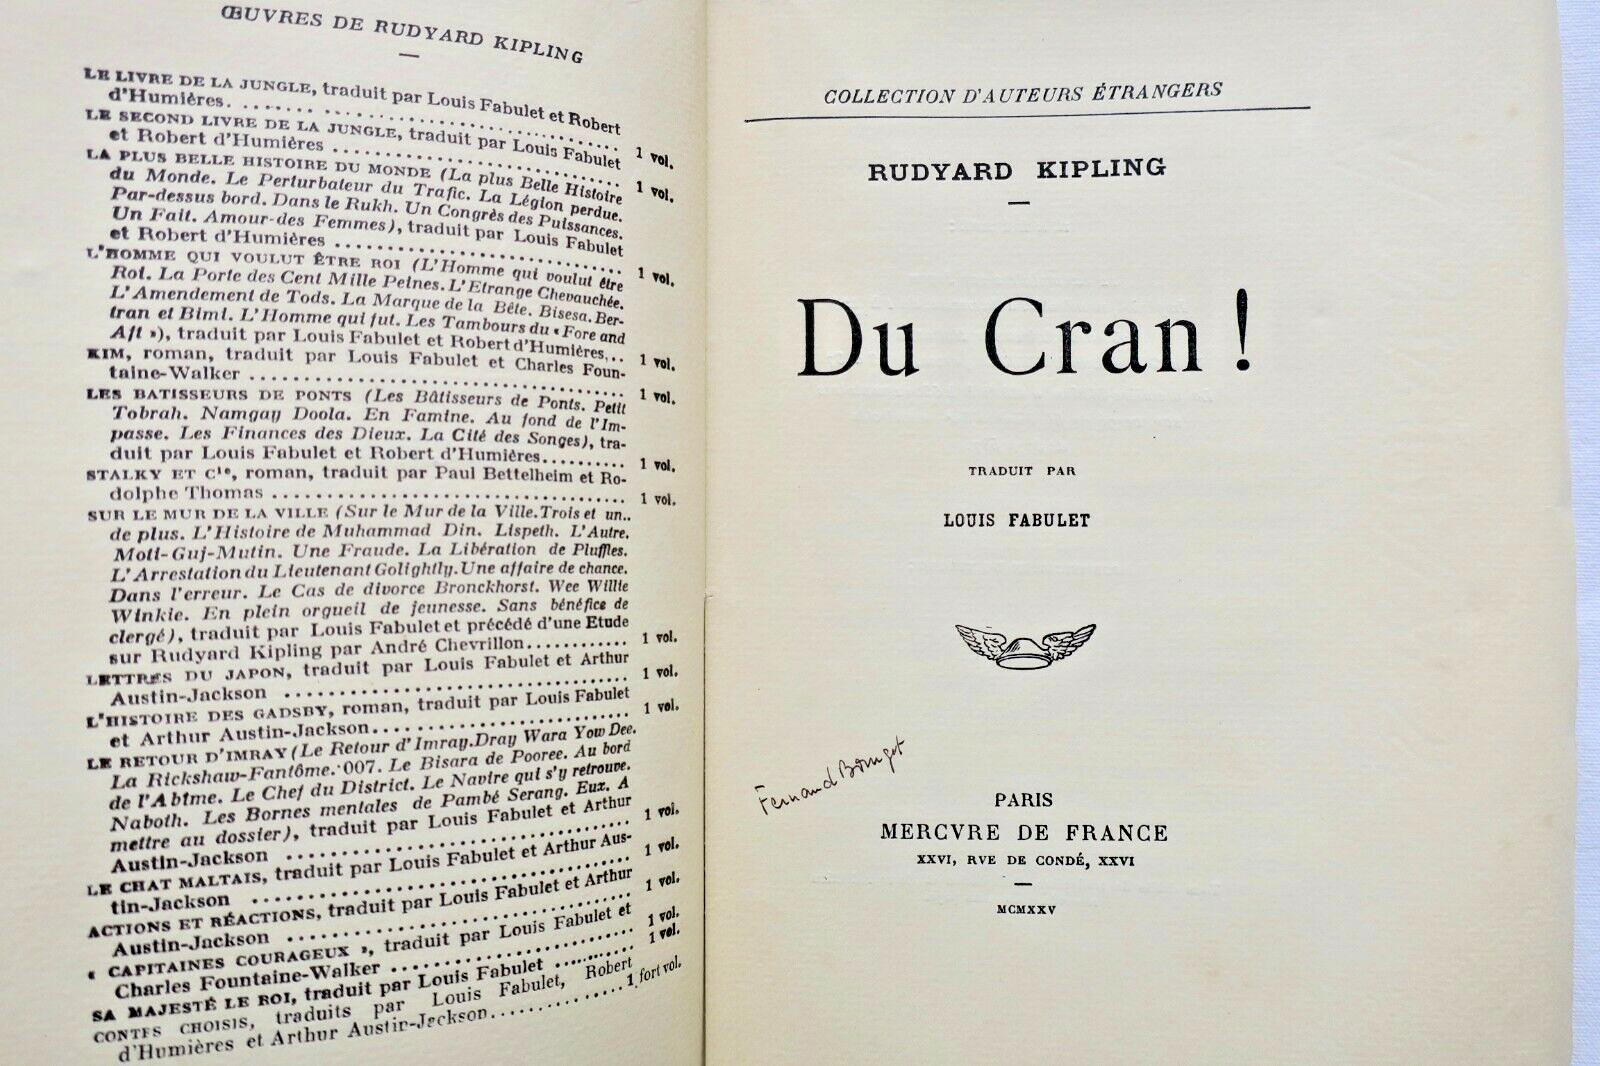 ŒUVRES DE RUDYARD KIPLING
LE LIVRE DE LA JUNGLE, traduit par Louis Fabulet et Robert
d'Humières. . . . . . . . . . . . . . . . . . . . . . . . . . 1 vol.
LE SECOND LIVRE DE LA JUNGLE, traduit par Louis Fabulet
et Robert d'Humières . . . . . . . . . . . . . . . . . . . . 1 vol.
LA PLUS BELLE HISTOIRE DU MONDE (La plus Belle Histoire
du Monde. Le Perturbateur du Trafic. La Légion perdue.
Par-dessus bord. Dans le Rukh. Un Congrès des Puissances.
Un Fait. Amour-des Femmes), traduit par Louis Fabulet
et Robert d'Humières . . . . . . . . . . . . . . . . . . . . 1 vol.
L'HOMME QUI VOULUT ÊTRE ROI (L'Homme qui voulut être
Roi. La Porte des Cent Mille Peines. L'Etrange Chevauchée.
L'Amendement de Tods. La Marque de la Bête. Bisesa. Ber-
tran et Bimi. L'Homme qui fut. Les Tambours du « Fore and
Aft »), traduit par Louis Fabulet et Robert d'Humières... 1 vol.
KIM, roman, traduit par Louis Fabulet et Charles Foun-
taine-Walker . . . . . . . . . . . . . . . . . . . . . . . . 1 vol.
LES BATISSEURS DE PONTS (Les Bâtisseurs de Ponts. Petit
Tobrah. Namgay Doola. En Famine. Au fond de l'Im-
passe. Les Finances des Dieux. La Cité des Songes), tra-
duit par Louis Fabulet et Robert d'Humières.......... 1 vol.
STALKY ET Cie, roman, traduit par Paul Bettelheim et Ro-
dolphe Thomas . . . . . . . . . . . . . . . . . . . . . . . 1 vol.
SUR LE MUR DE LA VILLE (Sur le Mur de la Ville. Trois et un..
de plus. L'Histoire de Muhammad Din. Lispeth. L'Autre.
Moti-Guj-Mutin. Une Fraude. La Libération de Pluffles.
L'Arrestation du Lieutenant Golightly. Une affaire de chance.
Dans l'erreur. Le Cas de divorce Bronckhorst. Wee Willie
Winkie. En plein orgueil de jeunesse. Sans bénéfice de
clergé), traduit par Louis Fabulet et précédé d'une Etude
sur Rudyard Kipling par André Chevrillon............ 1 vol.
LETTRES DU JAPON, traduit par Louis Fabulet et Arthur
Austin-Jackson . . . . . . . . . . . . . . . . . . . . . . . 1 vol.
L'HISTOIRE DES GADSBY, roman, traduit par Louis Fabulet
et Arthur Austin-Jackson. . . . . . . . . . . . . . . . . . 1 vol.
LE RETOUR D'IMRAY (Le Retour d'Imray. Dray Wara Yow Dee.
La Rickshaw-Fantôme. 007. Le Bisara de Pooree. Au bord
de l'Abîme. Le Chef du District. Le Navire qui s'y retrouve.
Les Bornes mentales de Pambé Serang. Eux. A
Naboth. mettre au dossier), traduit par Louis Fabulet et Arthur
Austin-Jackson . . . . . . . . . . . . . . . . . . . . . . . 1 vol.
LE CHAT MALTAIS, traduit par Louis Fabulet et Arthur Aus-
tin-Jackson . . . . . . . . . . . . . . . . . . . . . . . . 1 vol.
ACTIONS ET RÉACTIONS, traduit par Louis Fabulet et Arthur
Austin-Jackson . . . . . . . . . . . . . . . . . . . . . . . 1 vol.
« CAPITAINES COURAGEUX », traduit par Louis Fabulet et
Charles Fountaine-Walker . . . . . . . . . . . . . . . . . . 1 vol.
SA MAJESTÉ LE ROI, traduit par Louis Fabulet . . . . . . . . 1 vol.
CONTES CHOISIS, traduits par Louis Fabulet, Robert
d'Humières et Arthur Austin-Jackson............... 1 fort vol.
COLLECTION D'AUTEURS ÉTRANGERS
RUDYARD KIPLING
Du Cran !
TRADUIT PAR
LOUIS FABULET
Fernand Bourget
PARIS
MERCVRE DE FRANCE
XXVI, RVE DE CONDÉ, XXVI
MCMXXV